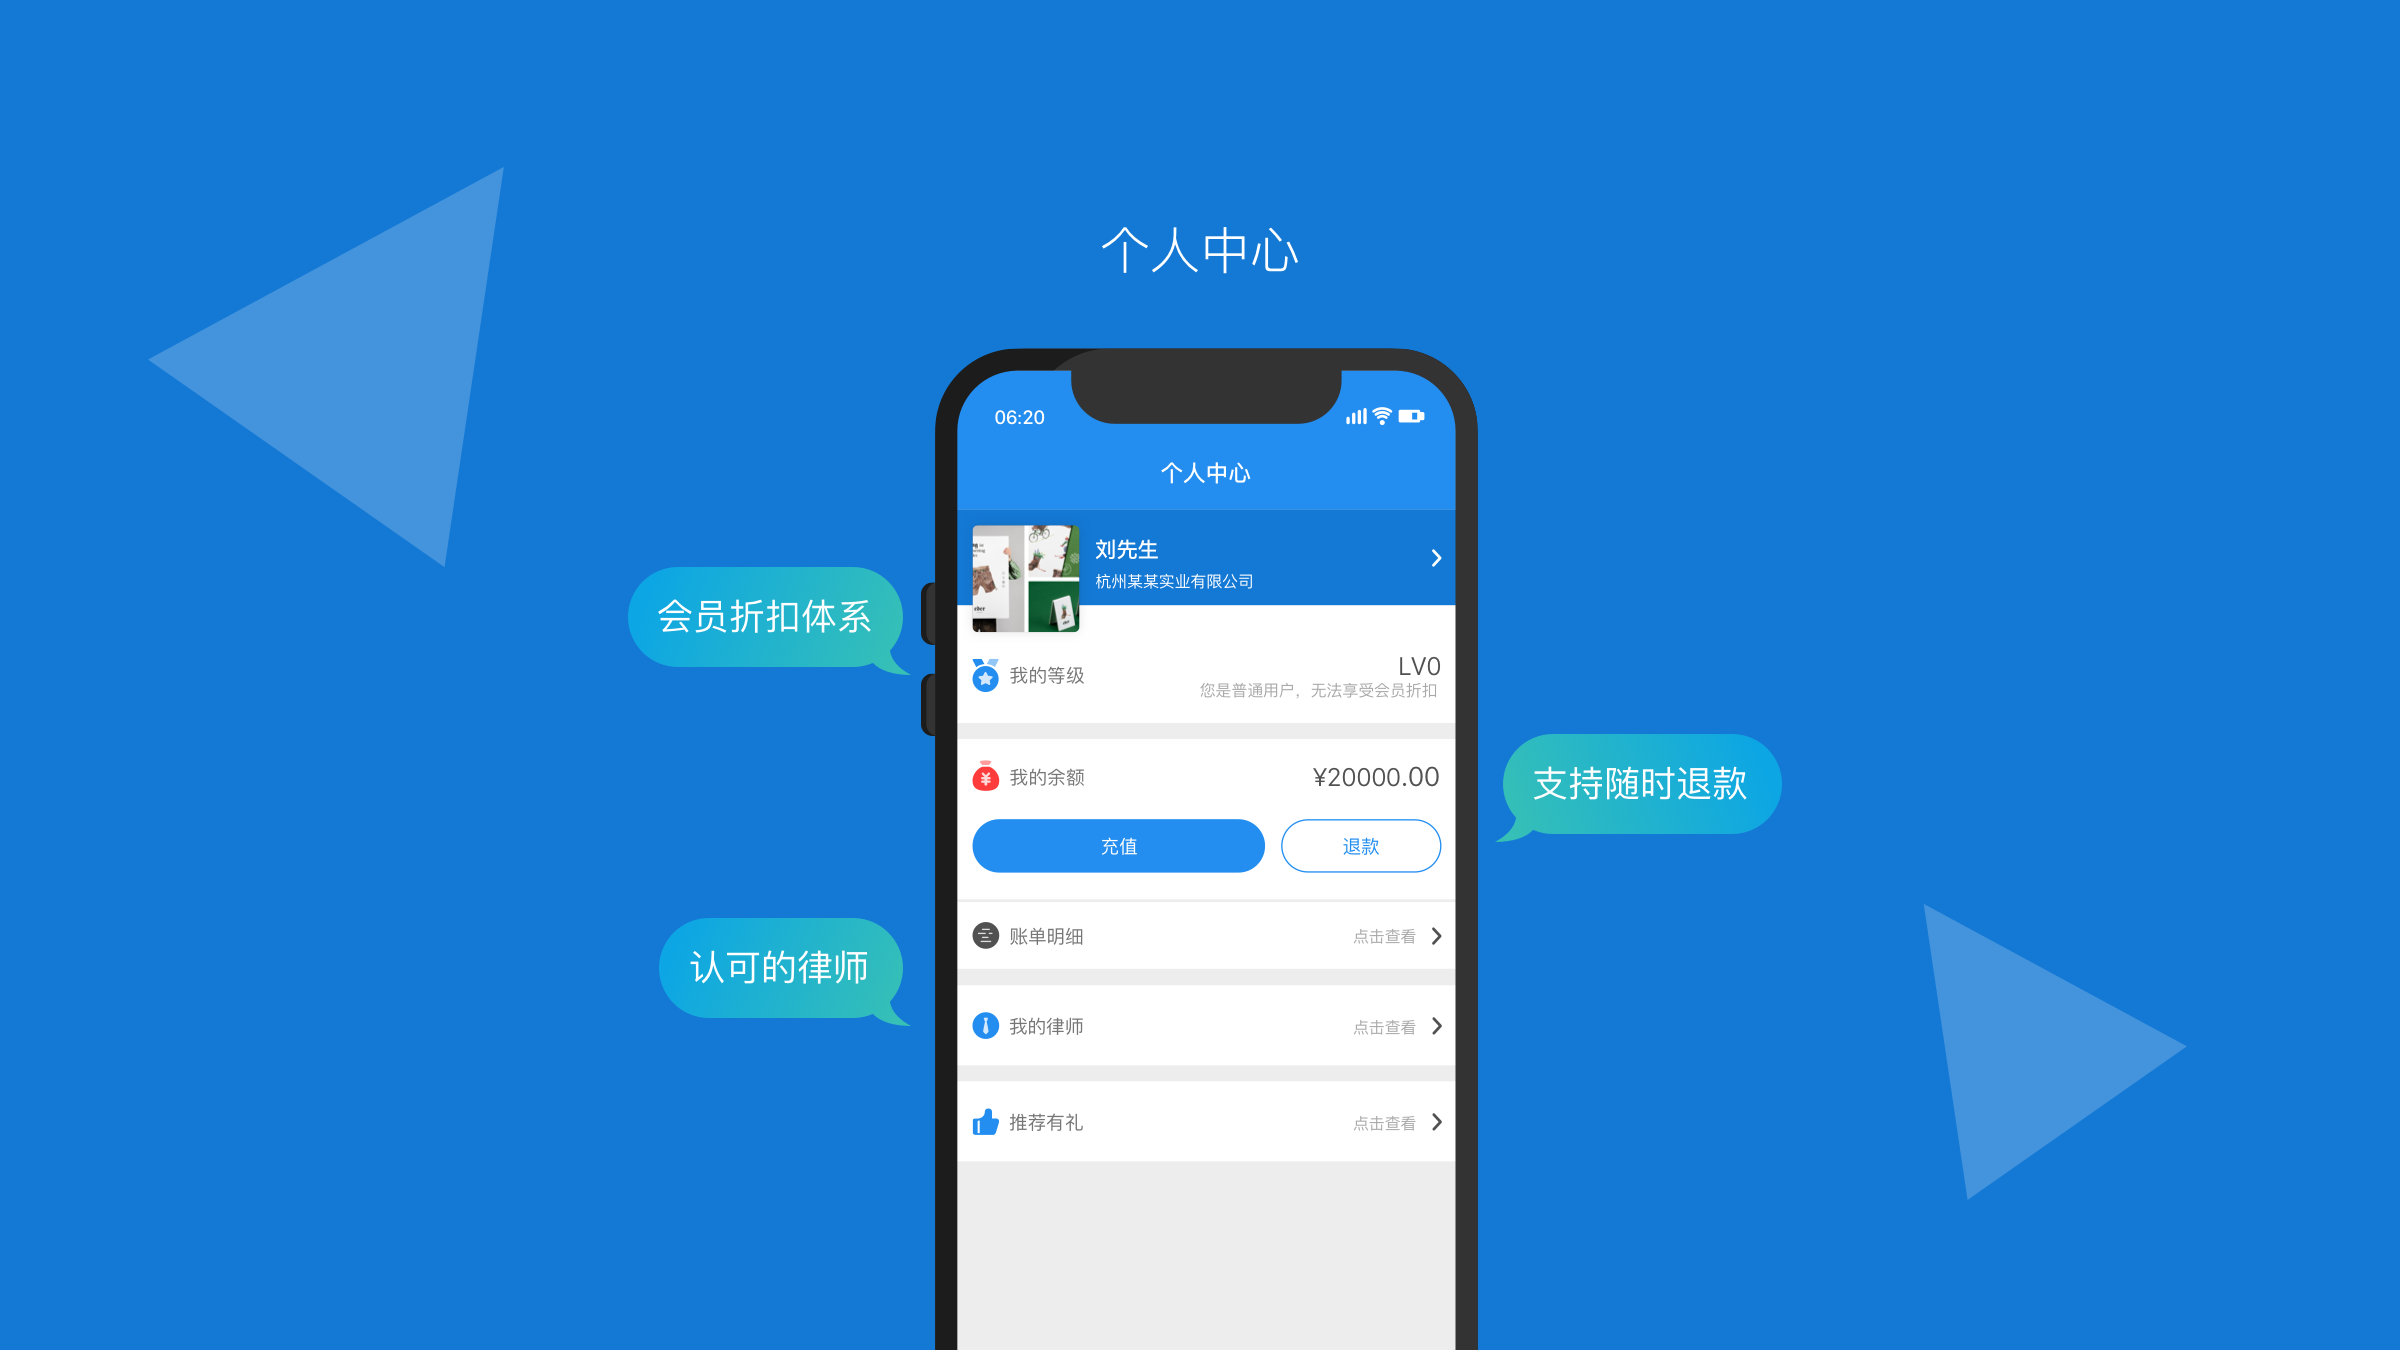 个人中心
06:20
个人中心
刘先生
杭州某某实业有限公司
会员折扣体系
我的等级
LV0
您是普通用户，无法享受会员折扣
我的余额
¥20000.00
支持随时退款
充值
退款
账单明细
点击查看
认可的律师
我的律师
点击查看
推荐有礼
点击查看